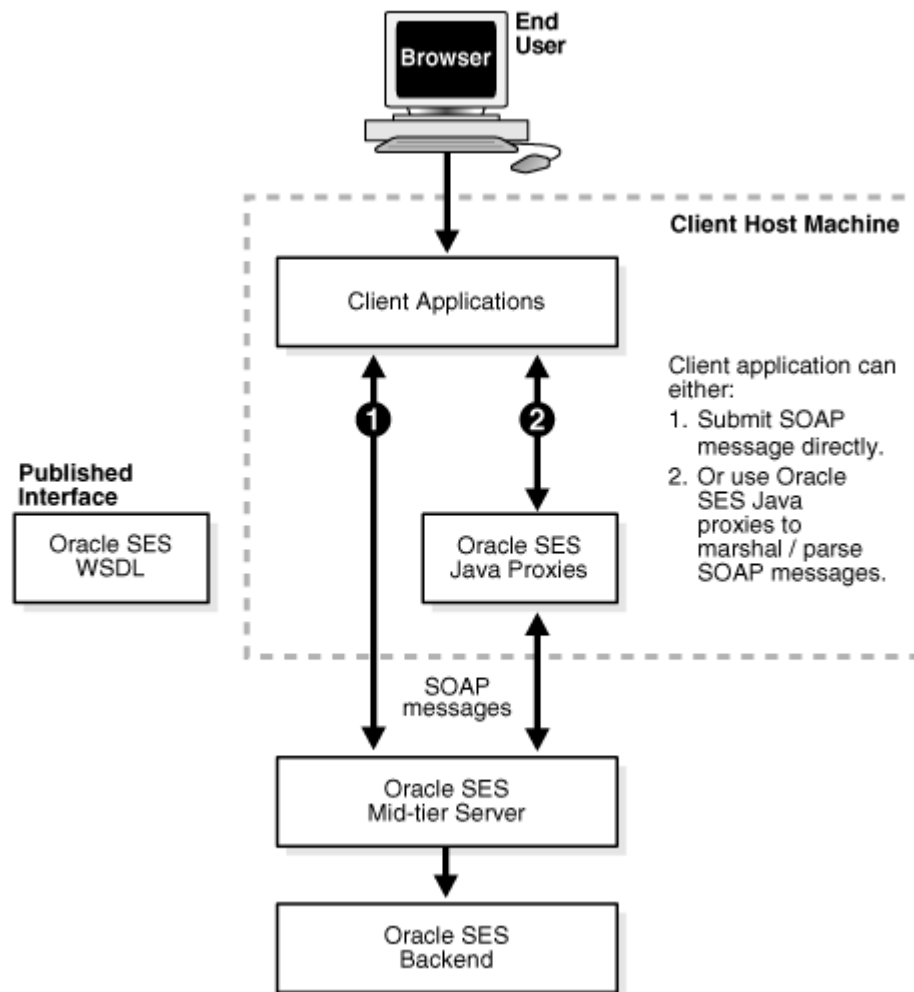 End
User
Browser
Client Host Machine
Client Applications
Client application can
either:
1. Submit SOAP
message directly.
2. Or use Oracle
SES Java
proxies to
marshal / parse
SOAP messages.
1
2
Published
Interface
Oracle SES
WSDL
Oracle SES
Java Proxies
SOAP
messages
Oracle SES
Mid-tier Server
Oracle SES
Backend